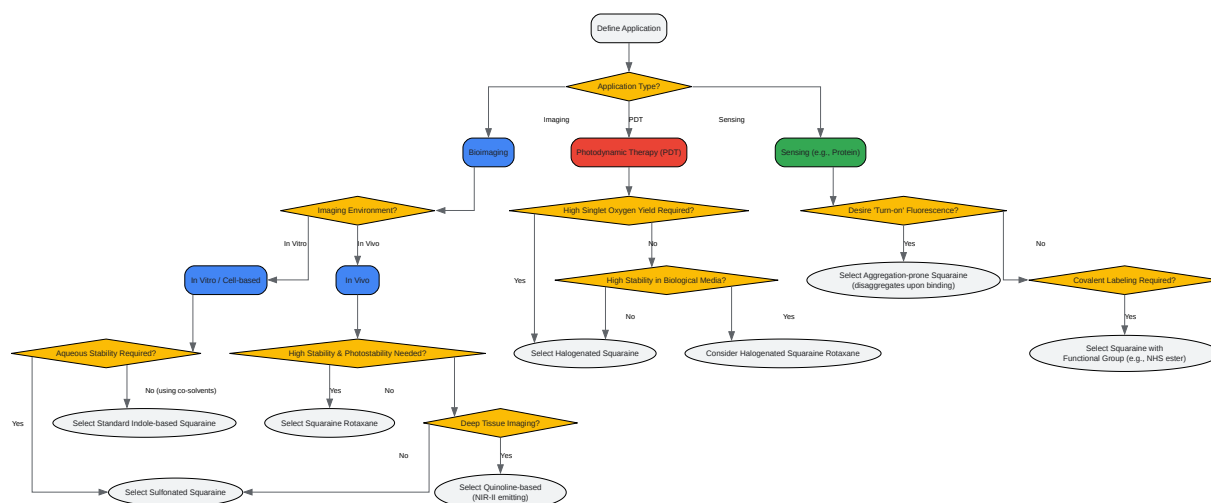 Define Application
Application Type?
Imaging
PDT
Sensing
Bioimaging
Photodynamic Therapy (PDT)
Sensing (e.g., Protein)
Imaging Environment?
High Singlet Oxygen Yield Required?
Desire 'Turn-on' Fluorescence?
In Vitro
In Vivo
No
Yes
No
In Vitro / Cell-based
In Vivo
Yes
High Stability in Biological Media?
Select Aggregation-prone Squaraine
(disaggregates upon binding)
Covalent Labeling Required?
No
Yes
Yes
Aqueous Stability Required?
High Stability & Photostability Needed?
Select Halogenated Squaraine
Consider Halogenated Squaraine Rotaxane
Select Squaraine with
Functional Group (e.g., NHS ester)
No (using co-solvents)
Yes
No
Yes
Select Standard Indole-based Squaraine
Select Squaraine Rotaxane
Deep Tissue Imaging?
No
Yes
Select Sulfonated Squaraine
Select Quinoline-based
(NIR-II emitting)